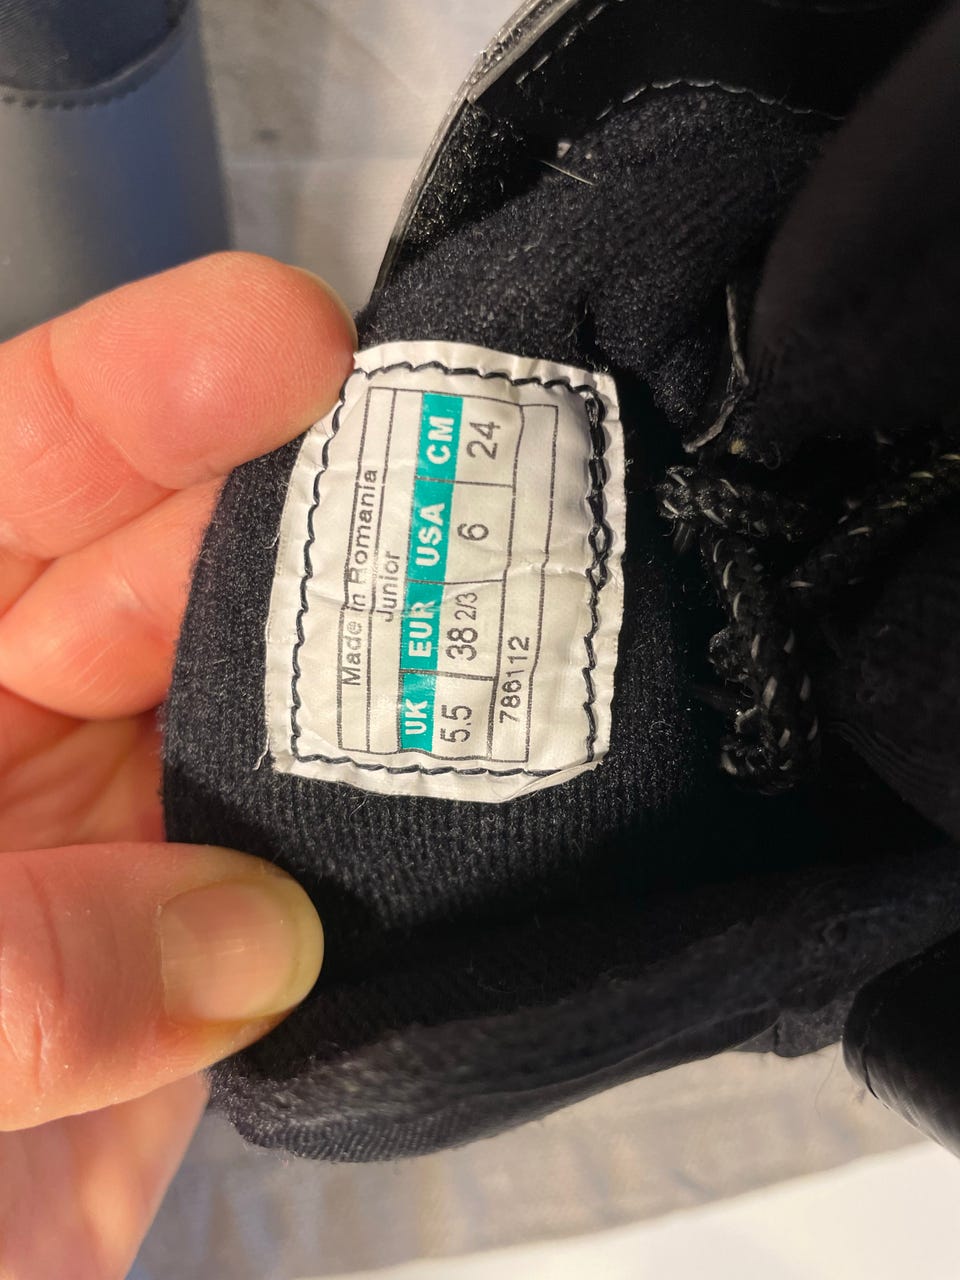 Made in Romania
Junior
UK EUR USA CM
5.5 38 2/3 6 24
786112